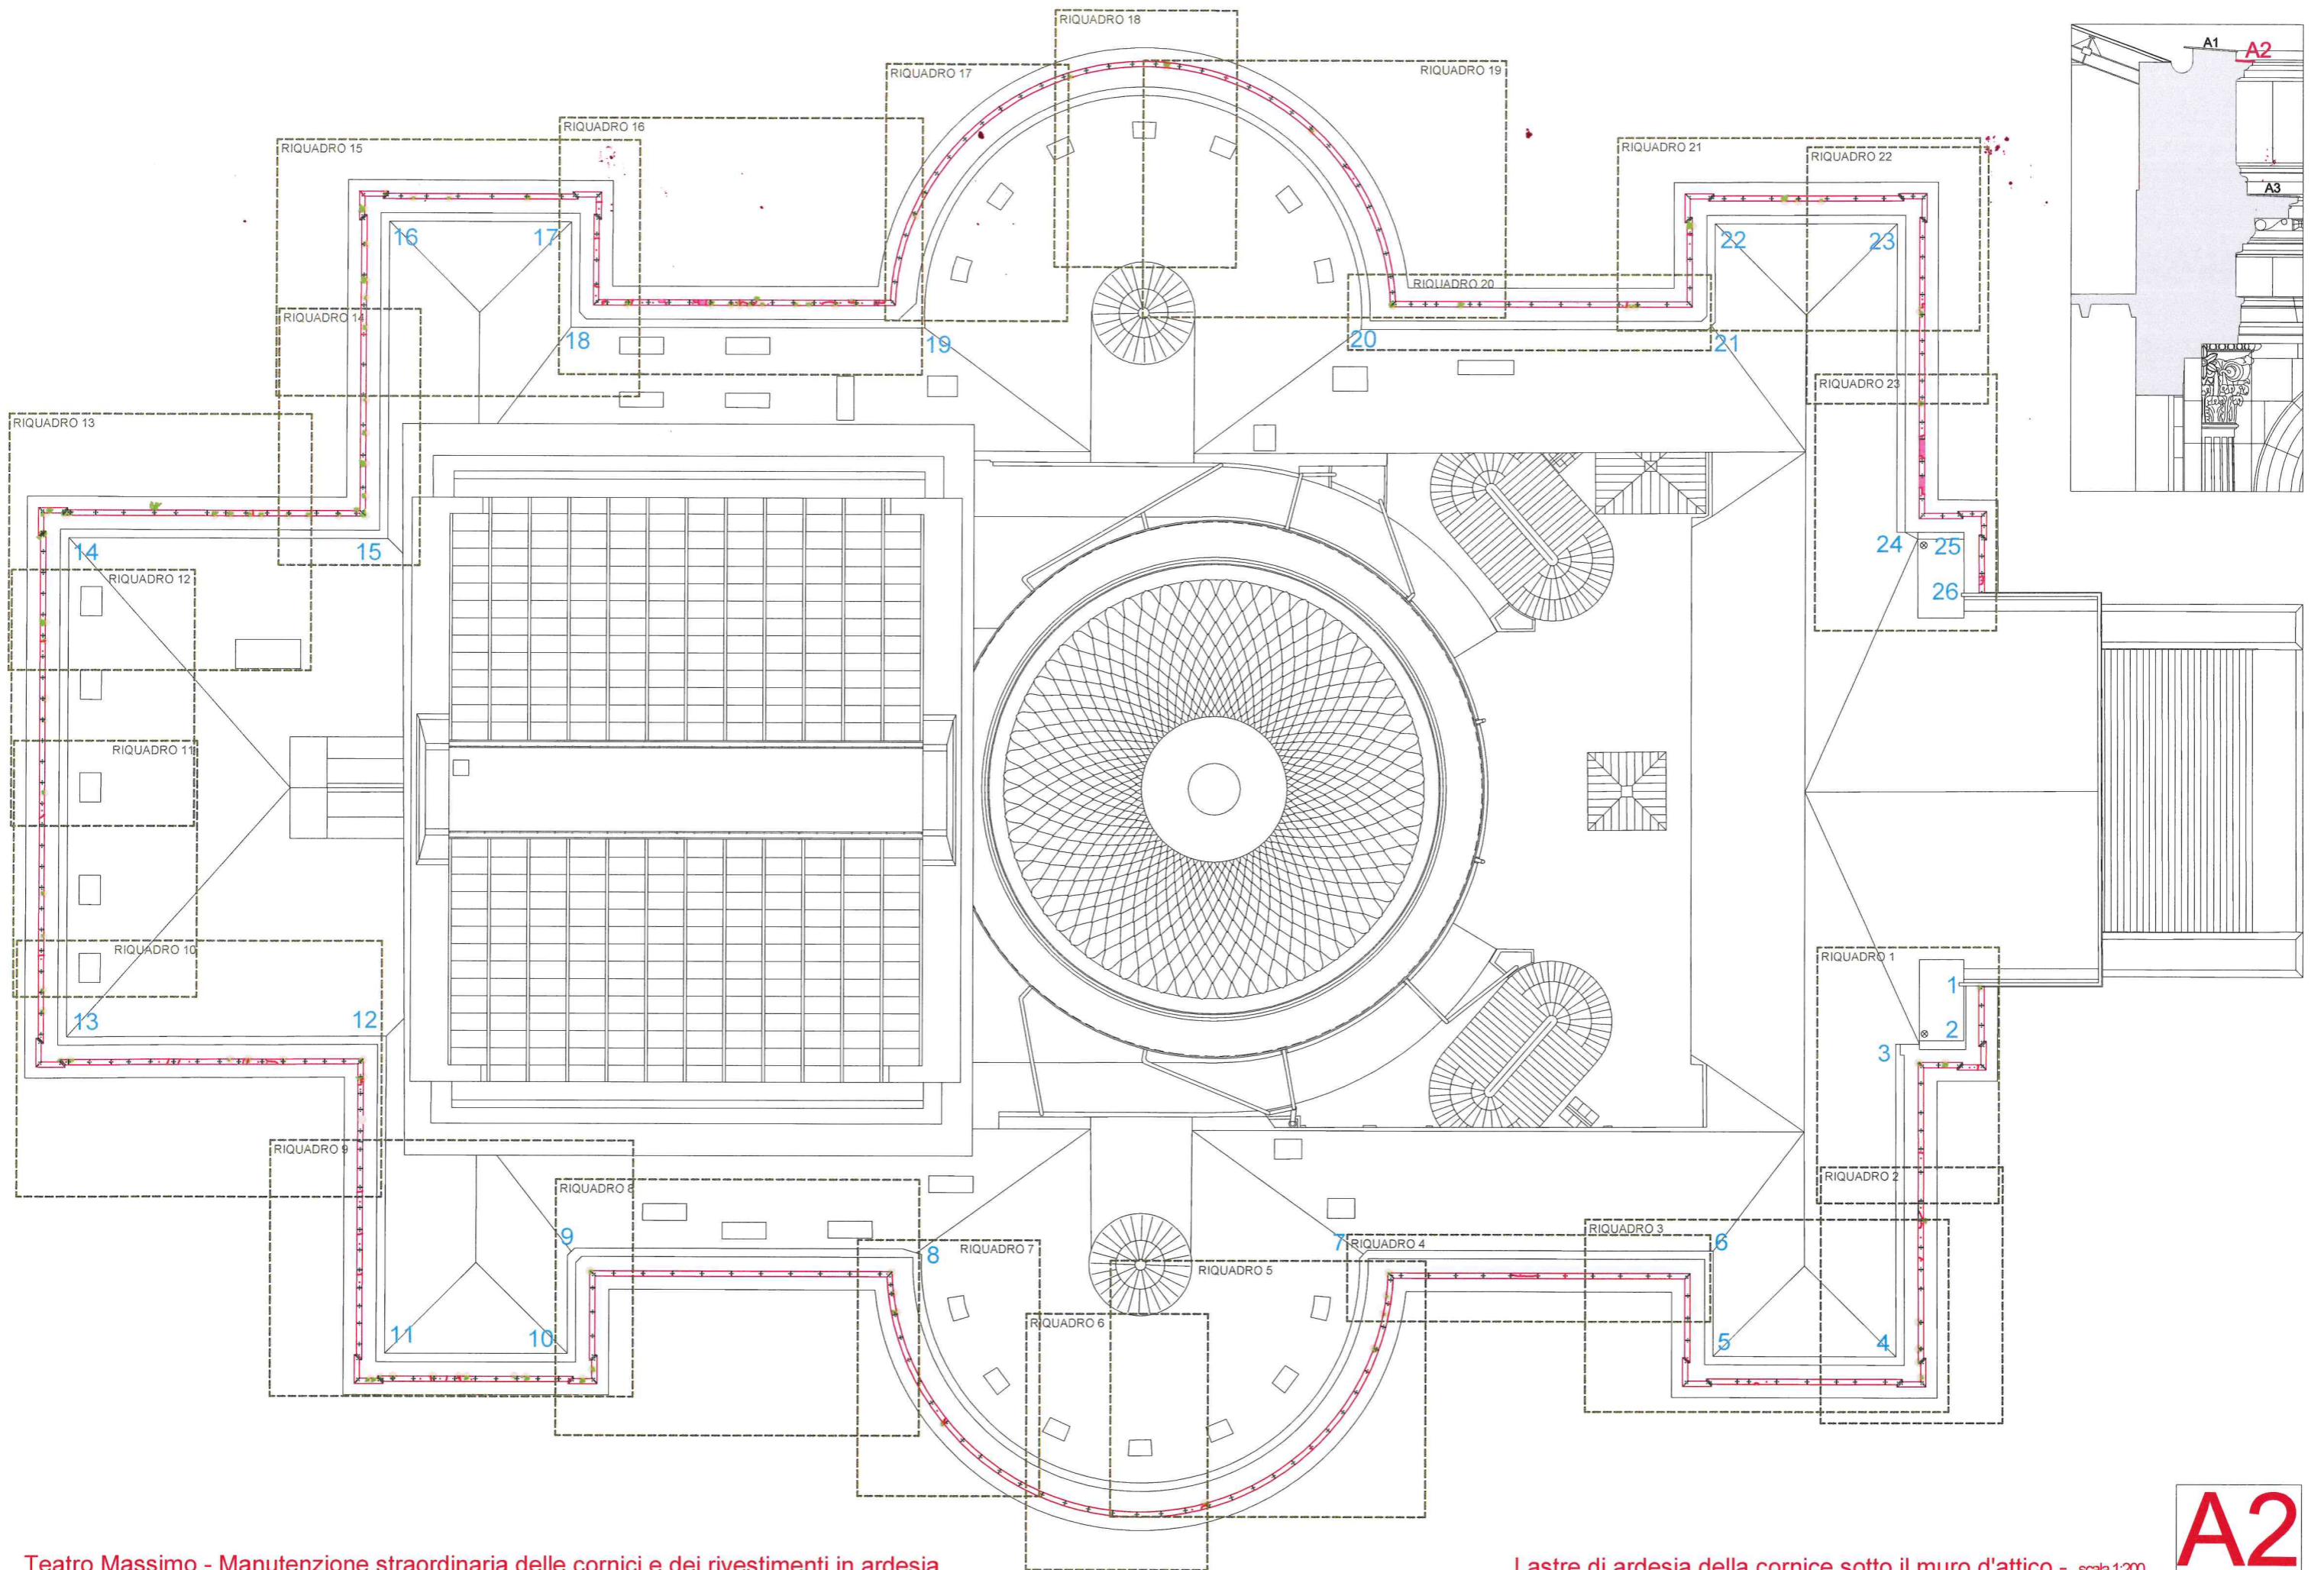 RIQUADRO 18
A1
A2
RIQUADRO 17
RIQUADRO 19
RIQUADRO 16
RIQUADRO 15
RIQUADRO 21
RIQUADRO 22
A3
16
17
22
23
RIQUADRO 14
RIQUADRO 20
18
19
20
21
RIQUADRO 23
RIQUADRO 13
14
15
24
25
RIQUADRO 12
26
RIQUADRO 11
RIQUADRO 10
RIQUADRO 1
1
13
12
2
3
RIQUADRO 9
RIQUADRO 2
RIQUADRO 8
9
8
RIQUADRO 7
7
RIQUADRO 4
RIQUADRO 3
6
RIQUADRO 5
RIQUADRO 6
11
10
5
4
A2
Teatro Massimo - Manutenzione straordinaria delle cornici e dei rivestimenti in ardesia
Lastre di ardesia della cornice sotto il muro d'attico - scala 1:200